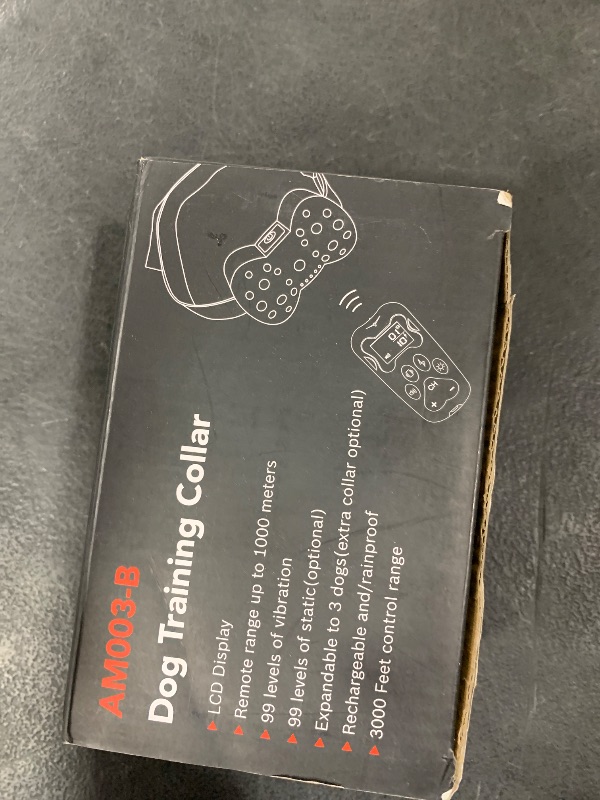 AM003-B
Dog Training Collar
LCD Display
Remote range up to 1000 meters
99 levels of vibration
99 levels of static(optional)
Expandable to 3 dogs(extra collar optional)
Rechargeable and/rainproof
3000 Feet control range